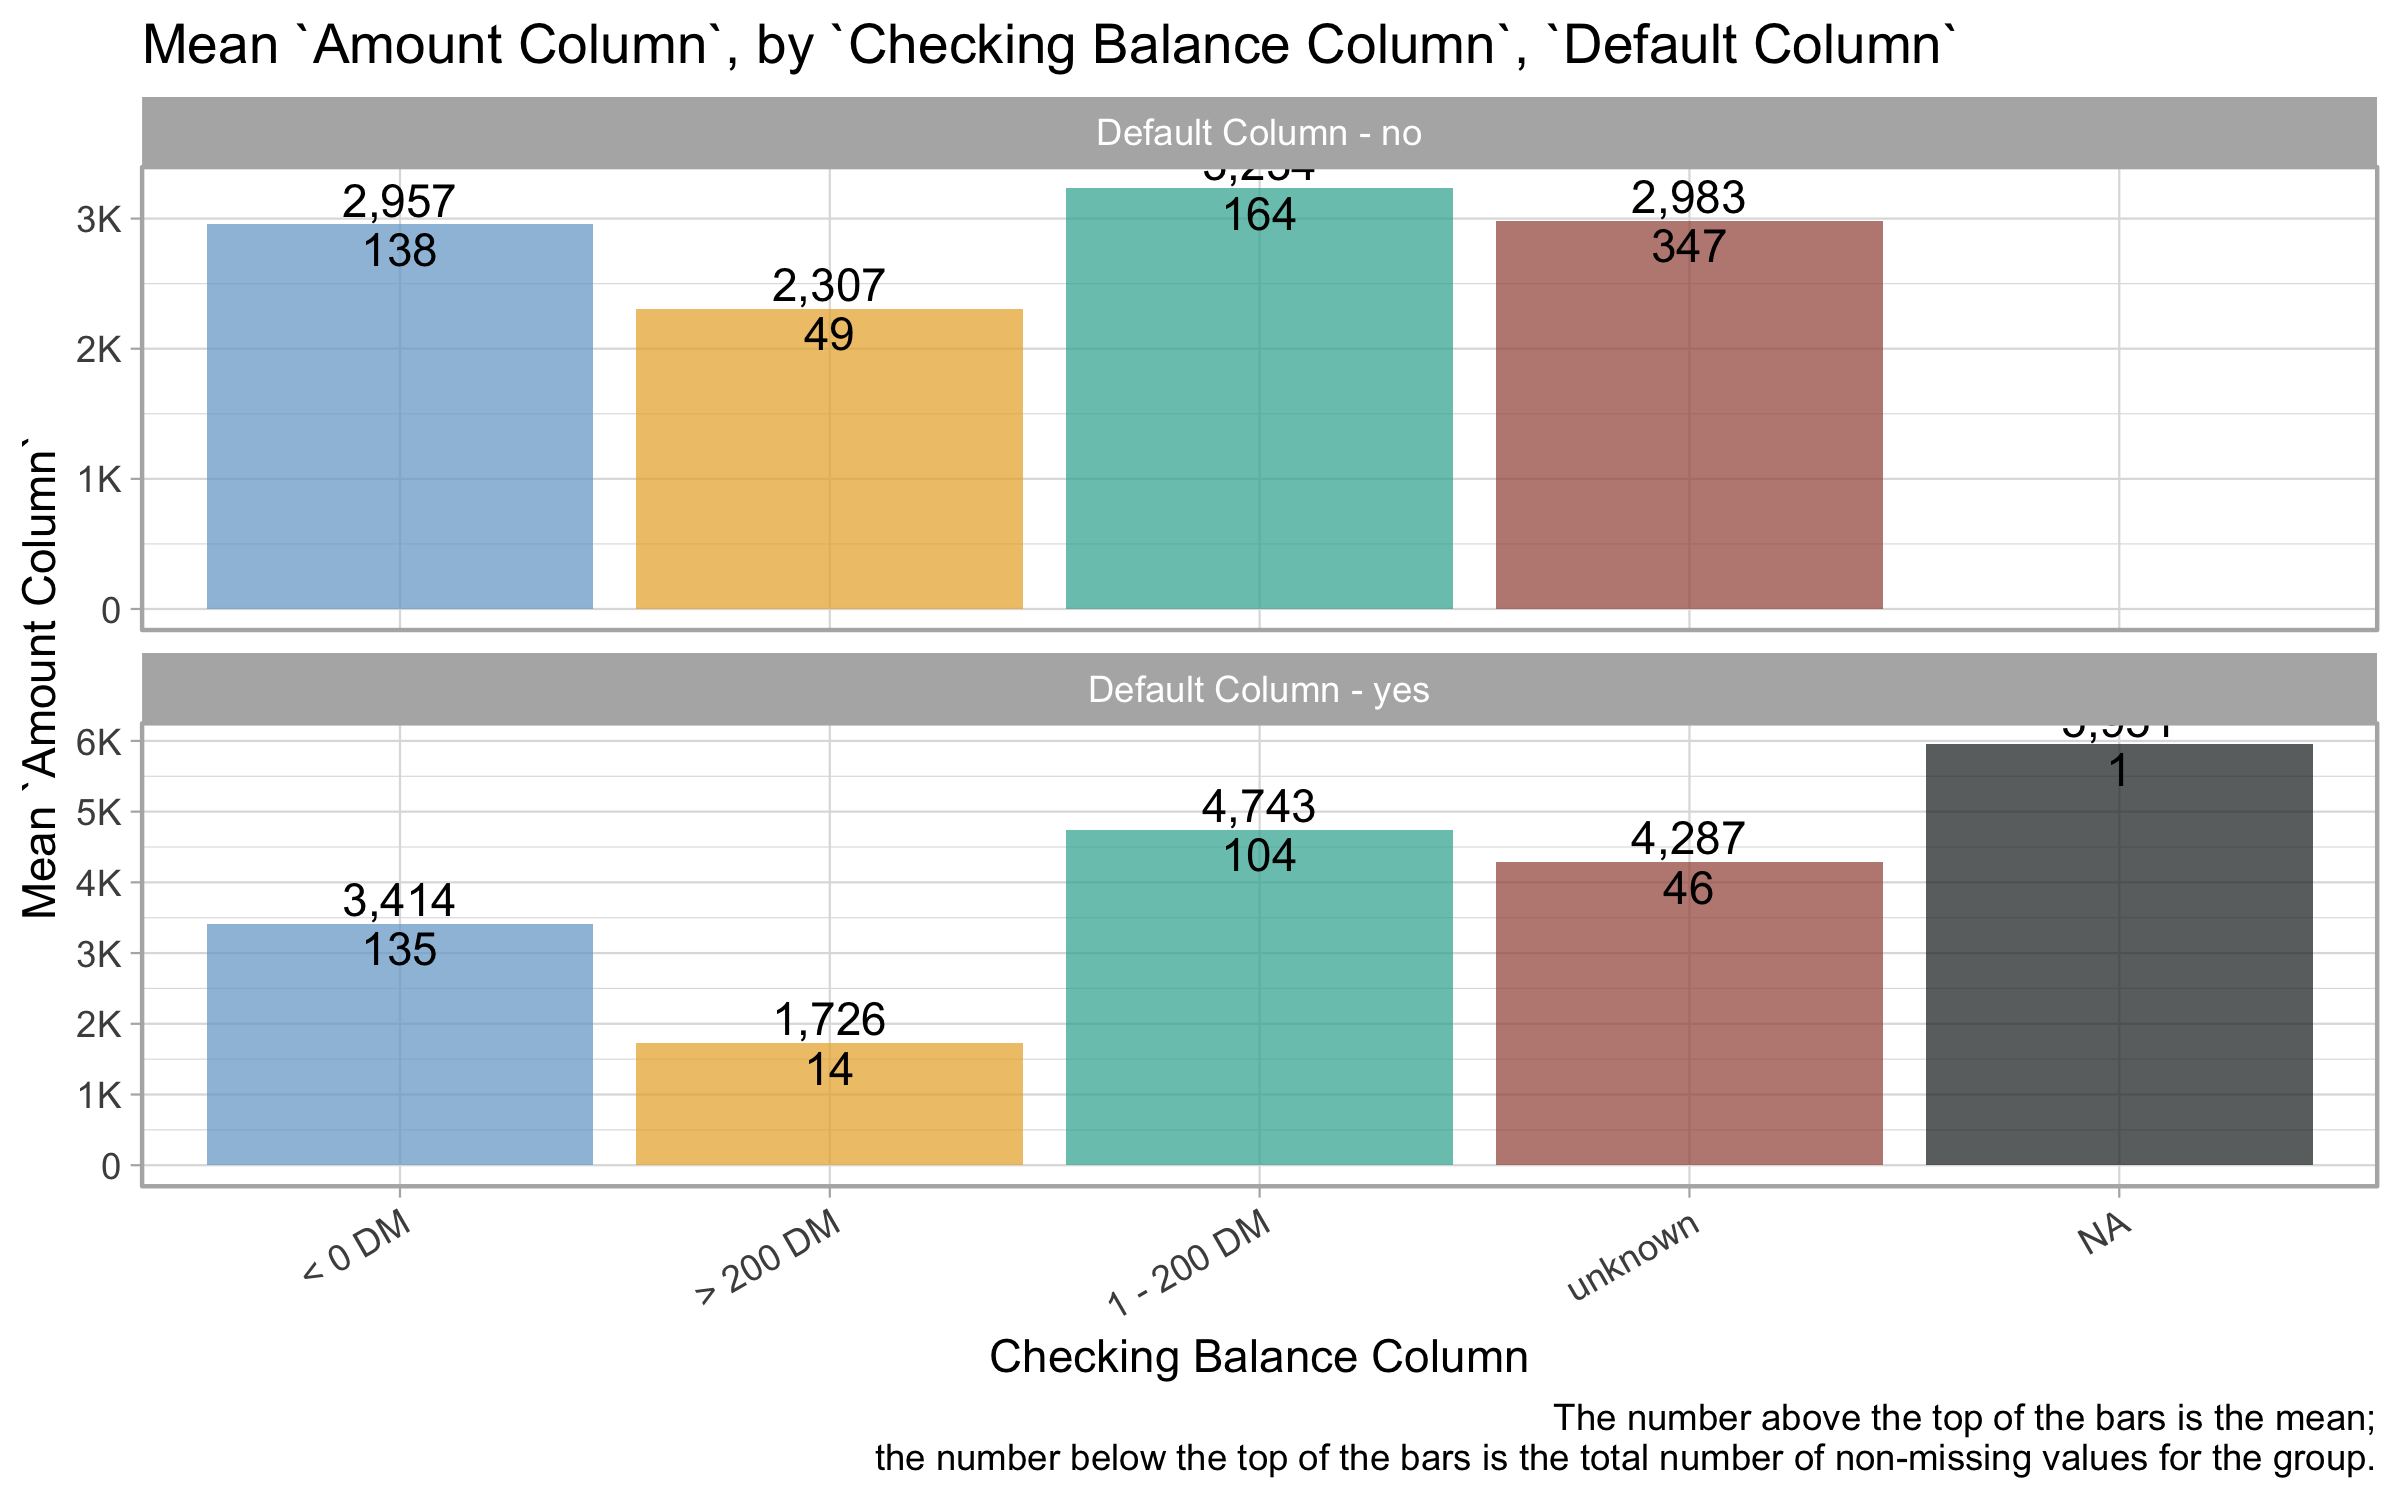 Mean `Amount Column`, by `Checking Balance Column`, `Default Column`
Mean `Amount Column`
Default Column - no
3K
2K
1K
0
2,957
138
2,307
49
164
2,983
347
Default Column - yes
6K
5K
4K
3K
2K
1K
0
3,414
135
1,726
14
4,743
104
4,287
46
1
< 0 DM
> 200 DM
1 - 200 DM
unknown
NA
Checking Balance Column
The number above the top of the bars is the mean;
the number below the top of the bars is the total number of non-missing values for the group.